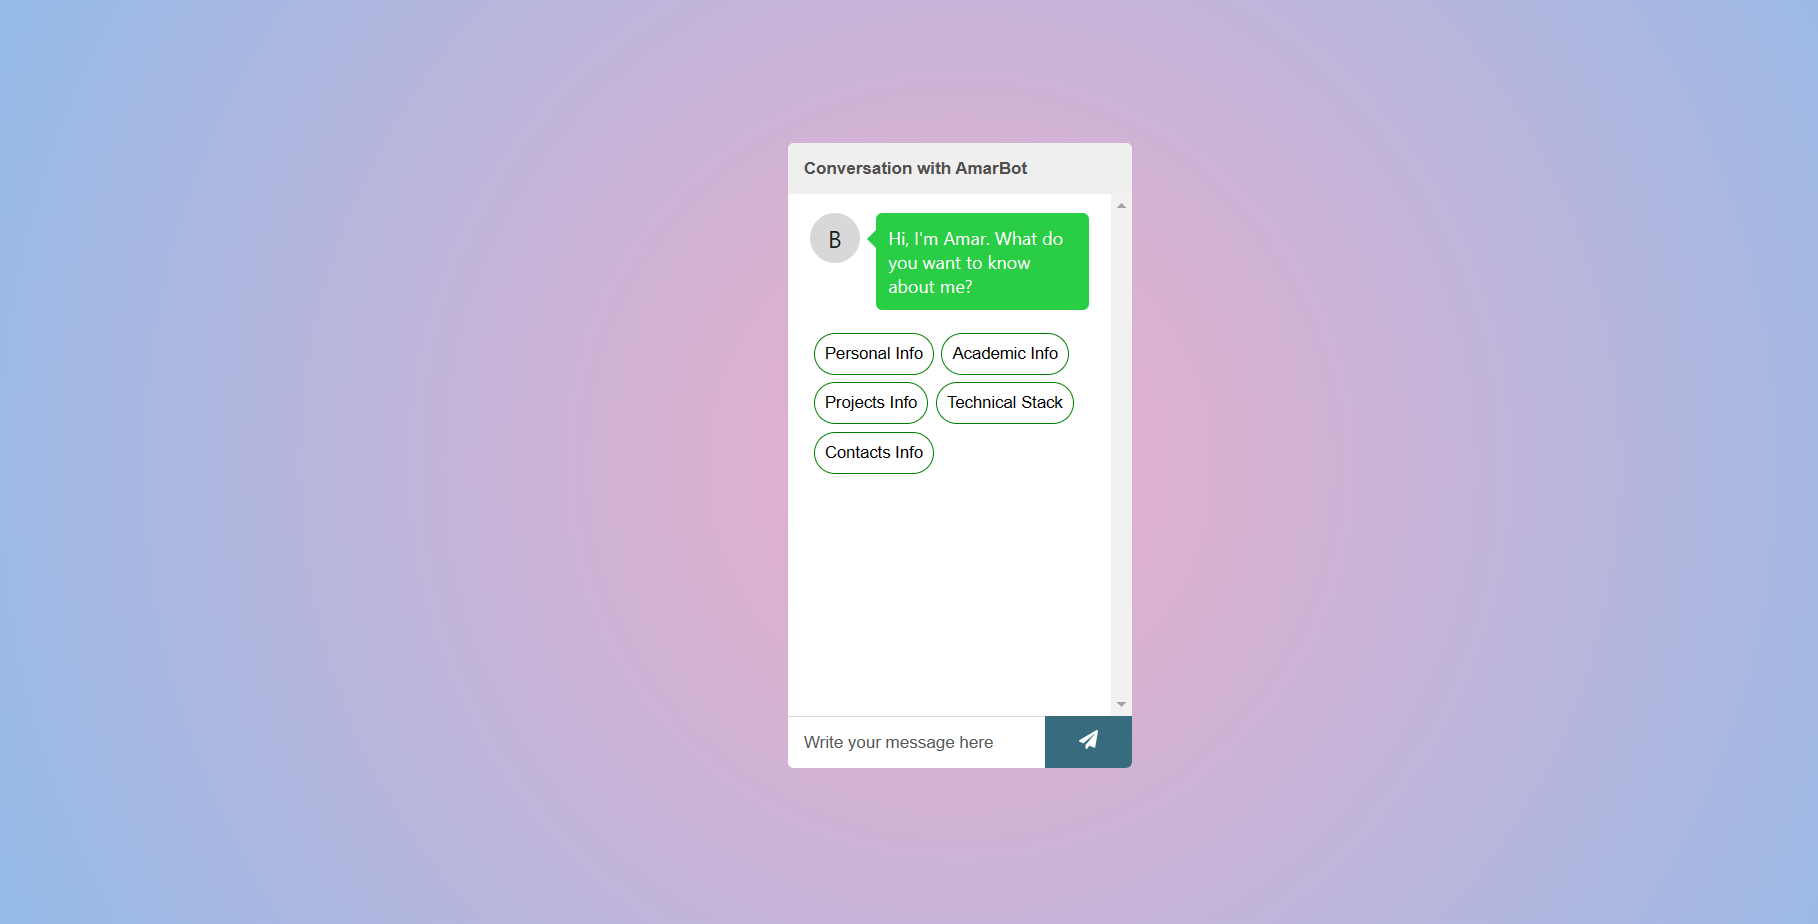 Conversation with AmarBot
B
Hi, I'm Amar. What do
you want to know
about me?
Personal Info
Academic Info
Projects Info
Technical Stack
Contacts Info
Write your message here